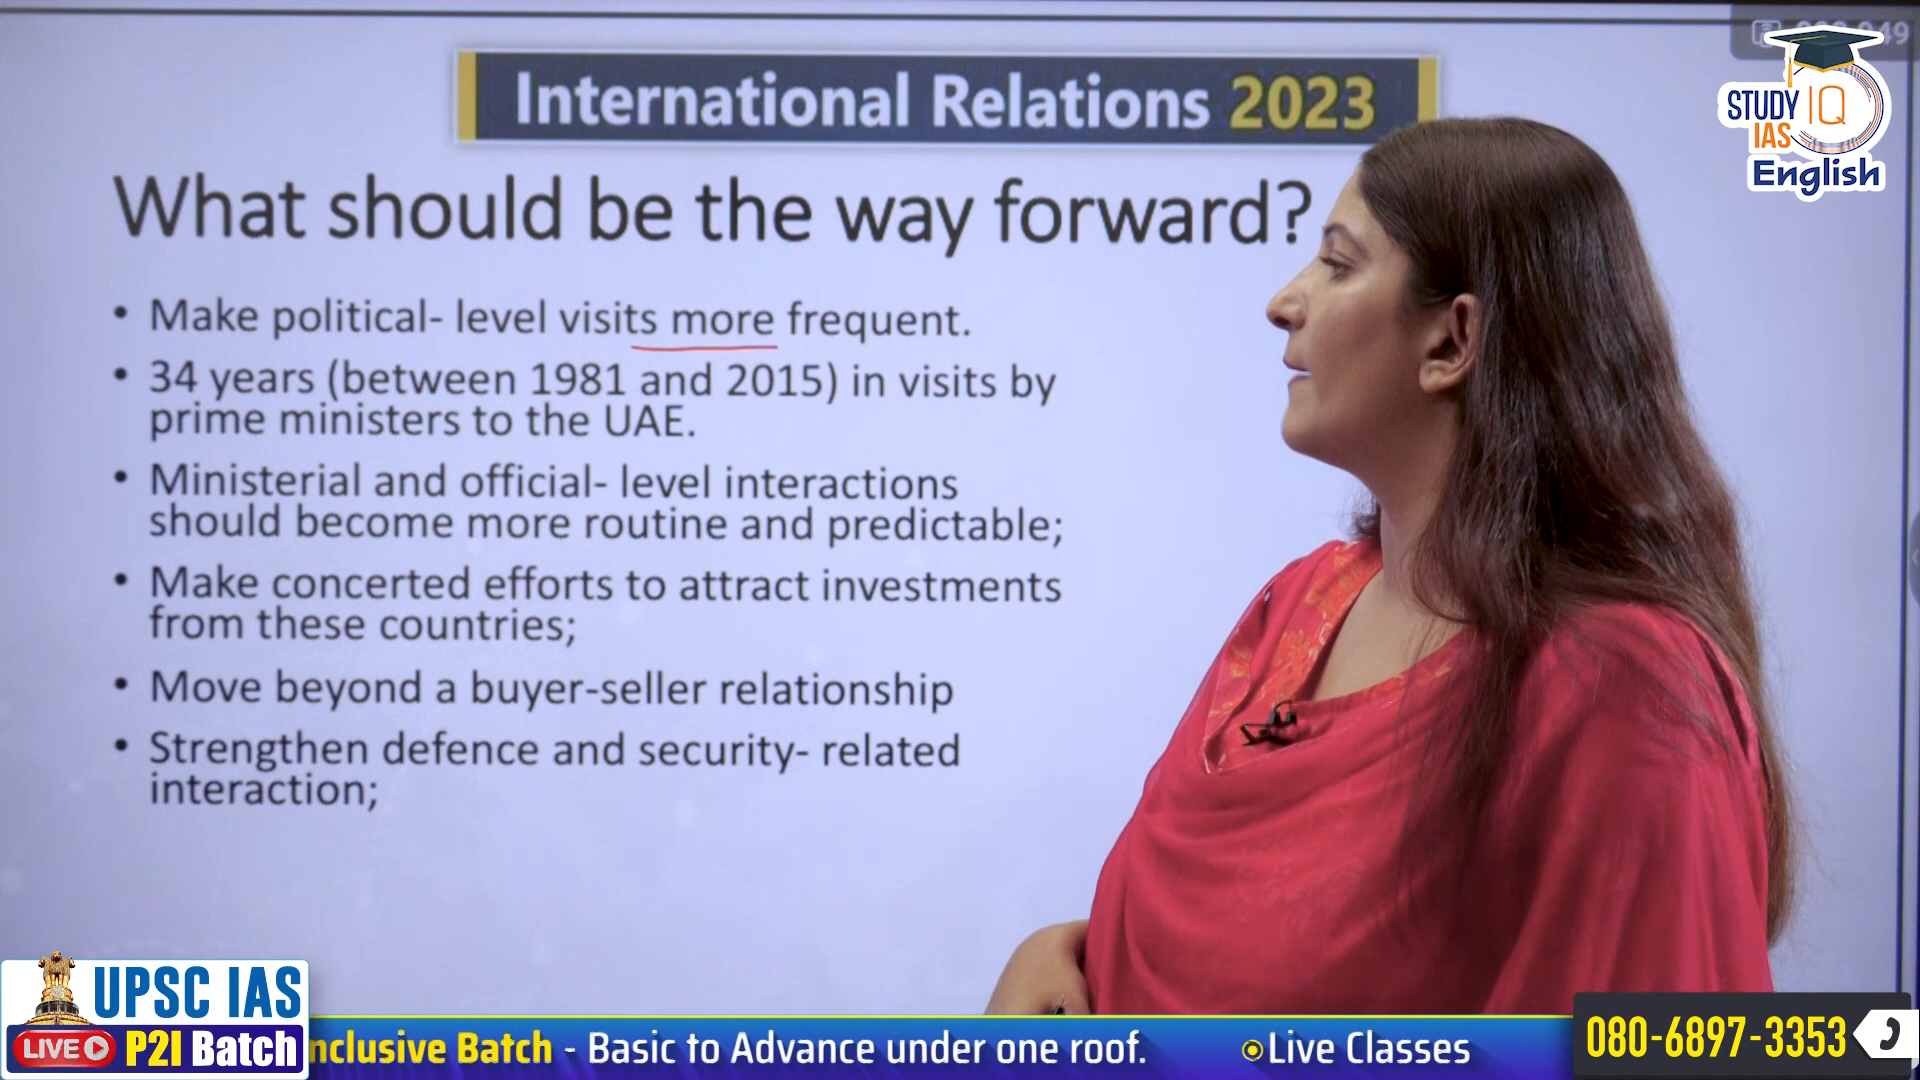 International Relations 2023
STUDY IQ
IAS
English
What should be the way forward?
• Make political- level visits more frequent.
• 34 years (between 1981 and 2015) in visits by
prime ministers to the UAE.
• Ministerial and official- level interactions
should become more routine and predictable;
• Make concerted efforts to attract investments
from these countries;
• Move beyond a buyer-seller relationship
• Strengthen defence and security- related
interaction;
UPSC IAS
LIVE P2I Batch
nclusive Batch - Basic to Advance under one roof.
Live Classes
080-6897-3353